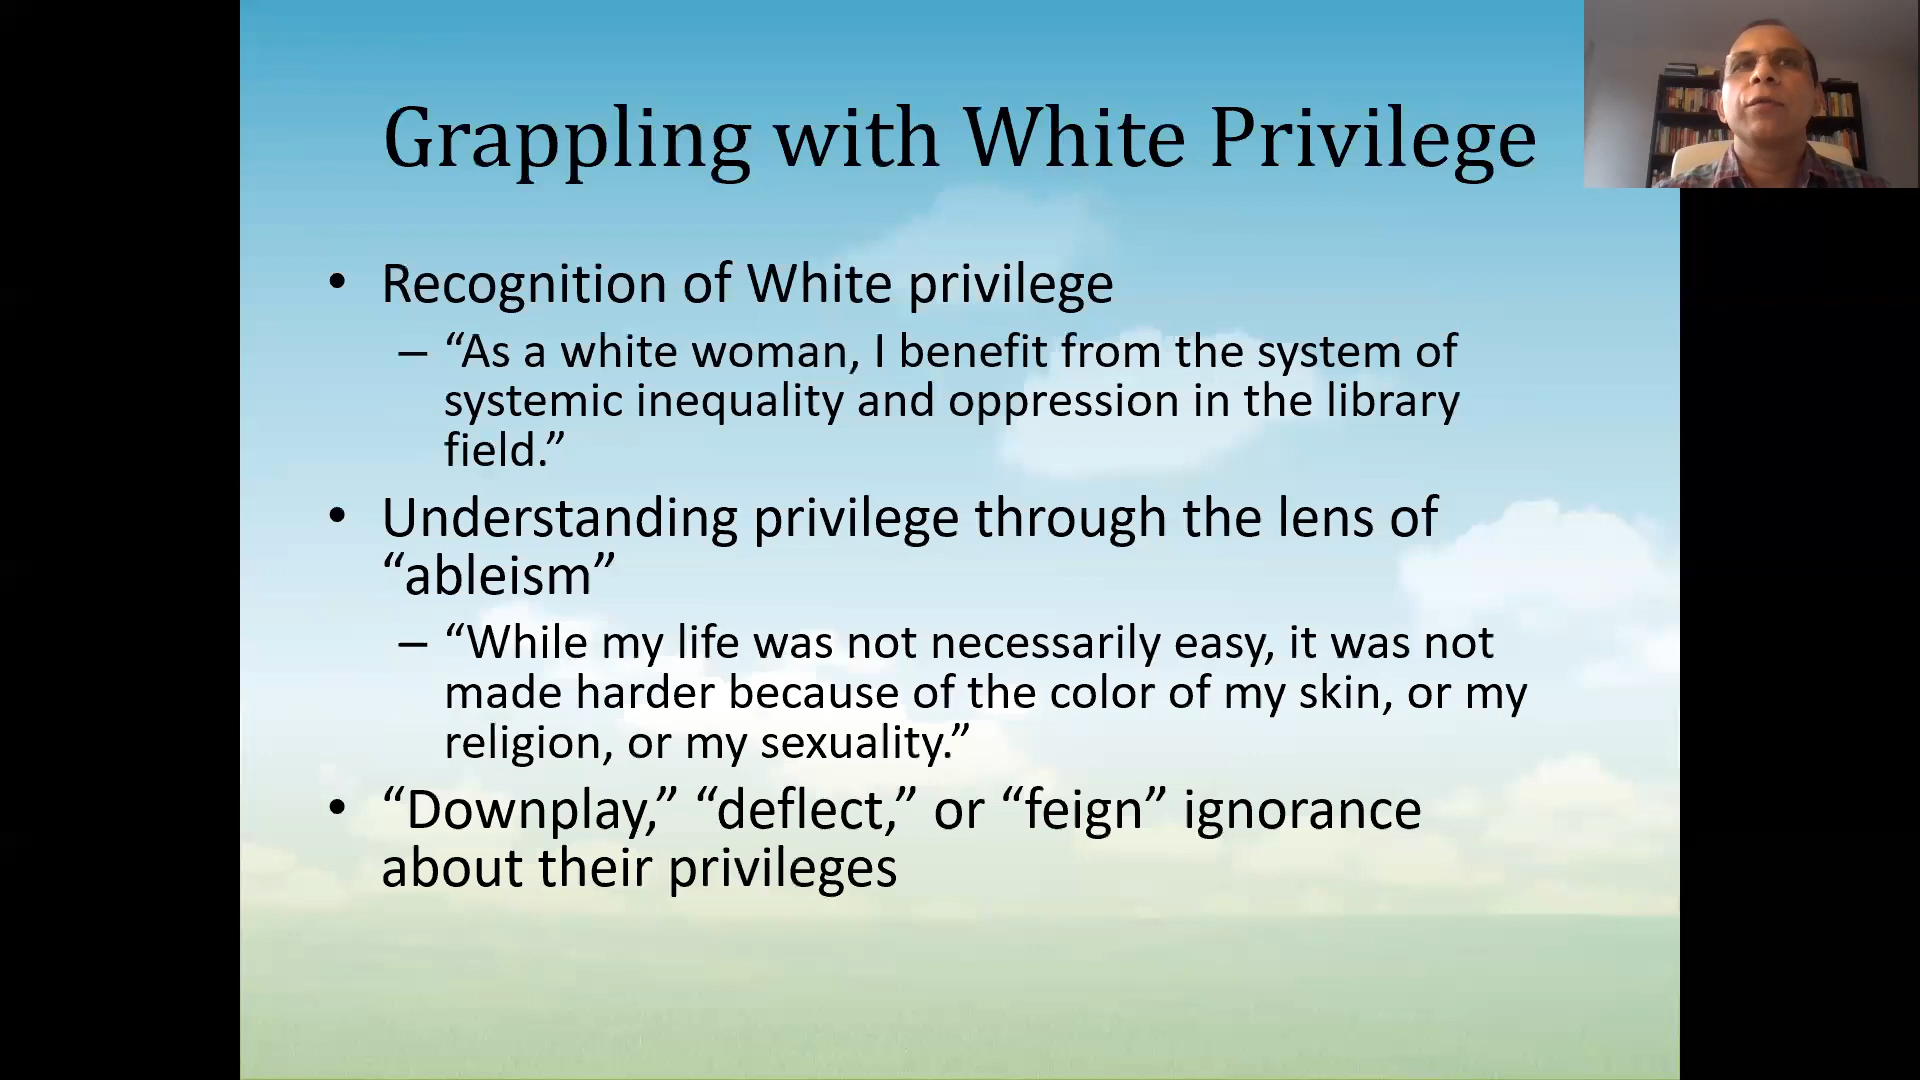 Grappling with White Privilege
• Recognition of White privilege
– “As a white woman, I benefit from the system of
systemic inequality and oppression in the library
field.”
• Understanding privilege through the lens of
“ableism”
– “While my life was not necessarily easy, it was not
made harder because of the color of my skin, or my
religion, or my sexuality.”
• “Downplay,” “deflect,” or “feign” ignorance
about their privileges